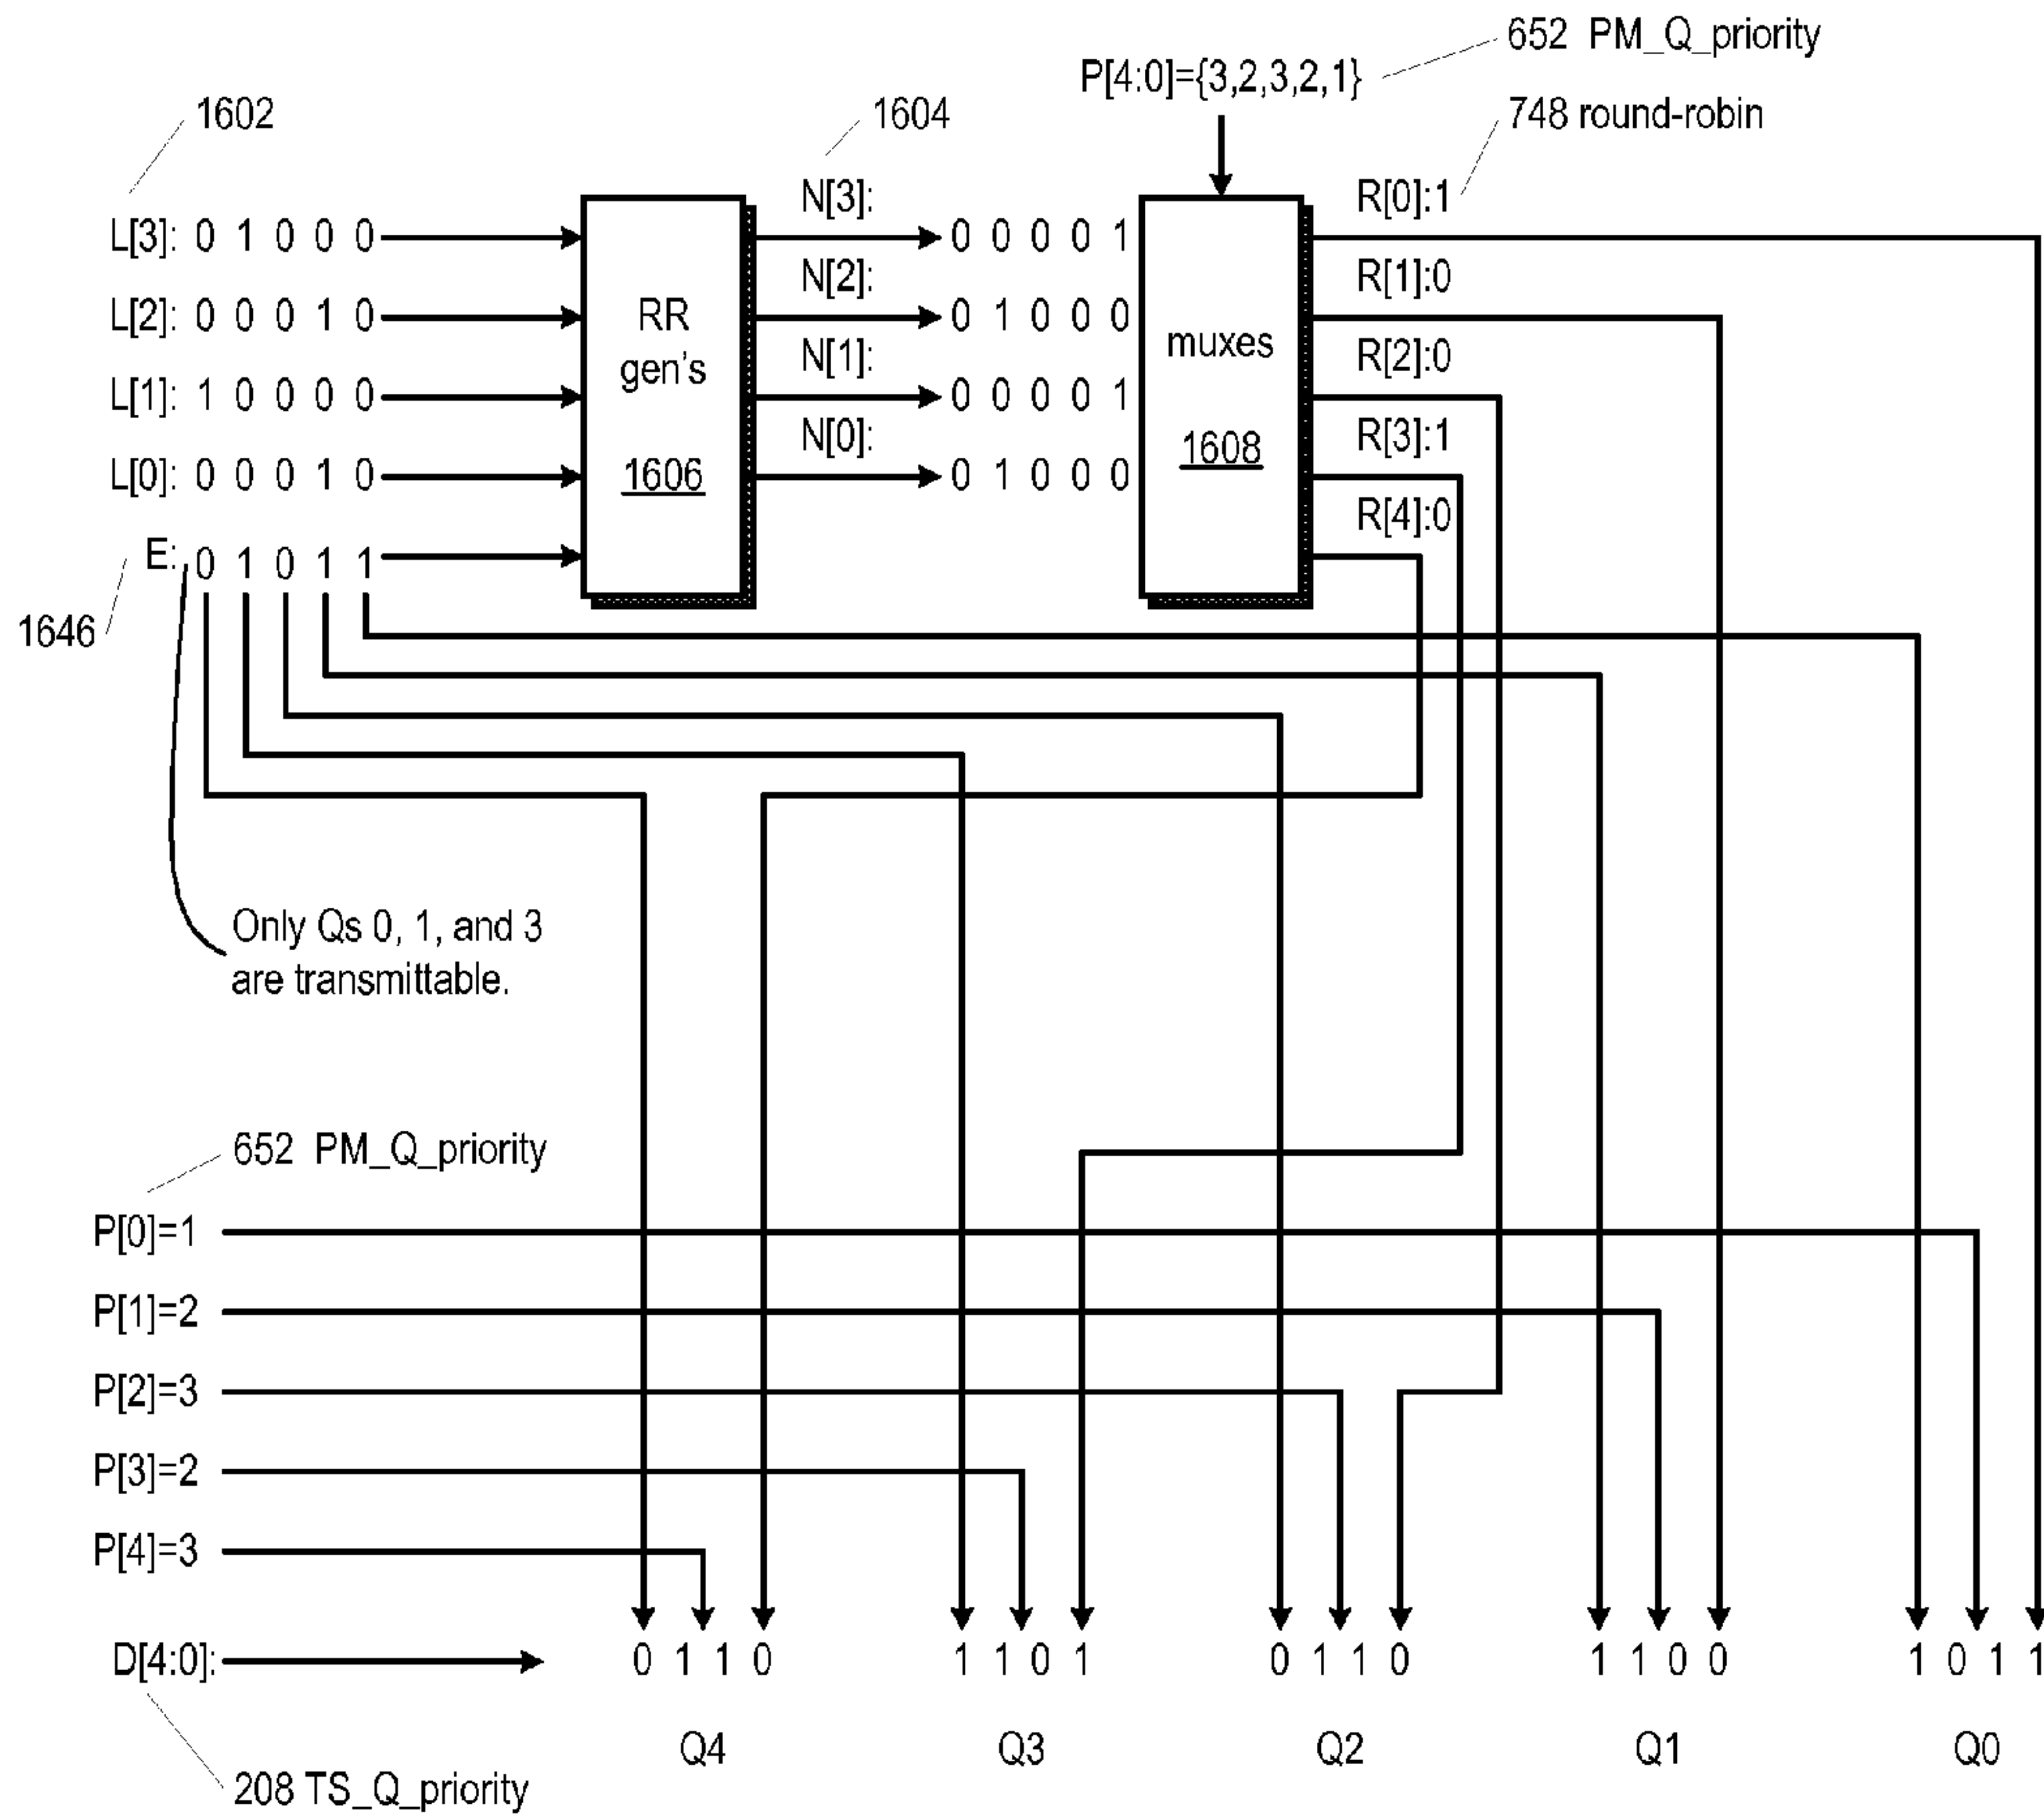 652 PM_Q_priority
P[4:0]={3,2,3,2,1}
1602
1604
748 round-robin
N[3]:
R[0]:1
L[3]: 0 1 0 0 0
0 0 0 0 1
N[2]:
R[1]:0
L[2]: 0 0 0 1 0
RR
gen's
1606
0 1 0 0 0
muxes
1608
N[1]:
R[2]:0
L[1]: 1 0 0 0 0
0 0 0 0 1
N[0]:
R[3]:1
L[0]: 0 0 0 1 0
0 1 0 0 0
R[4]:0
E: 0 1 0 1 1
1646
Only Qs 0, 1, and 3
are transmittable.
652 PM_Q_priority
P[0]=1
P[1]=2
P[2]=3
P[3]=2
P[4]=3
D[4:0]: 0 1 1 0 1 1 0 1 0 1 1 0 1 1 0 0 1 0 1 1
Q4 Q3 Q2 Q1 Q0
208 TS_Q_priority